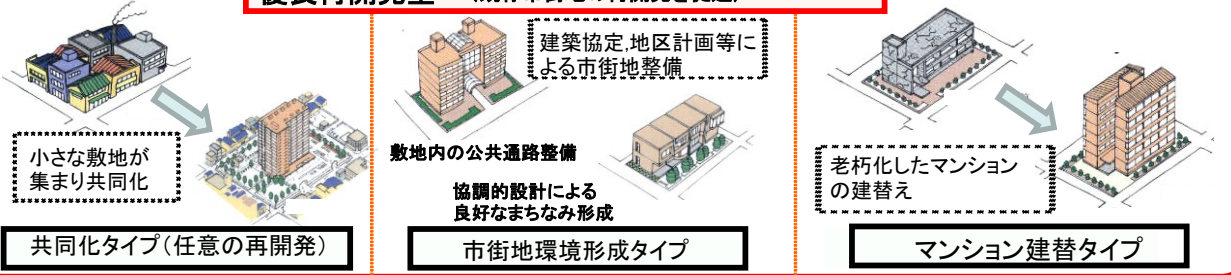 小さな敷地が
集まり共同化
共同化タイプ（任意の再開発）
建築協定,地区計画等に
よる市街地整備
敷地内の公共通路整備
協調的設計による
良好なまちなみ形成
市街地環境形成タイプ
老朽化したマンション
の建替え
マンション建替タイプ